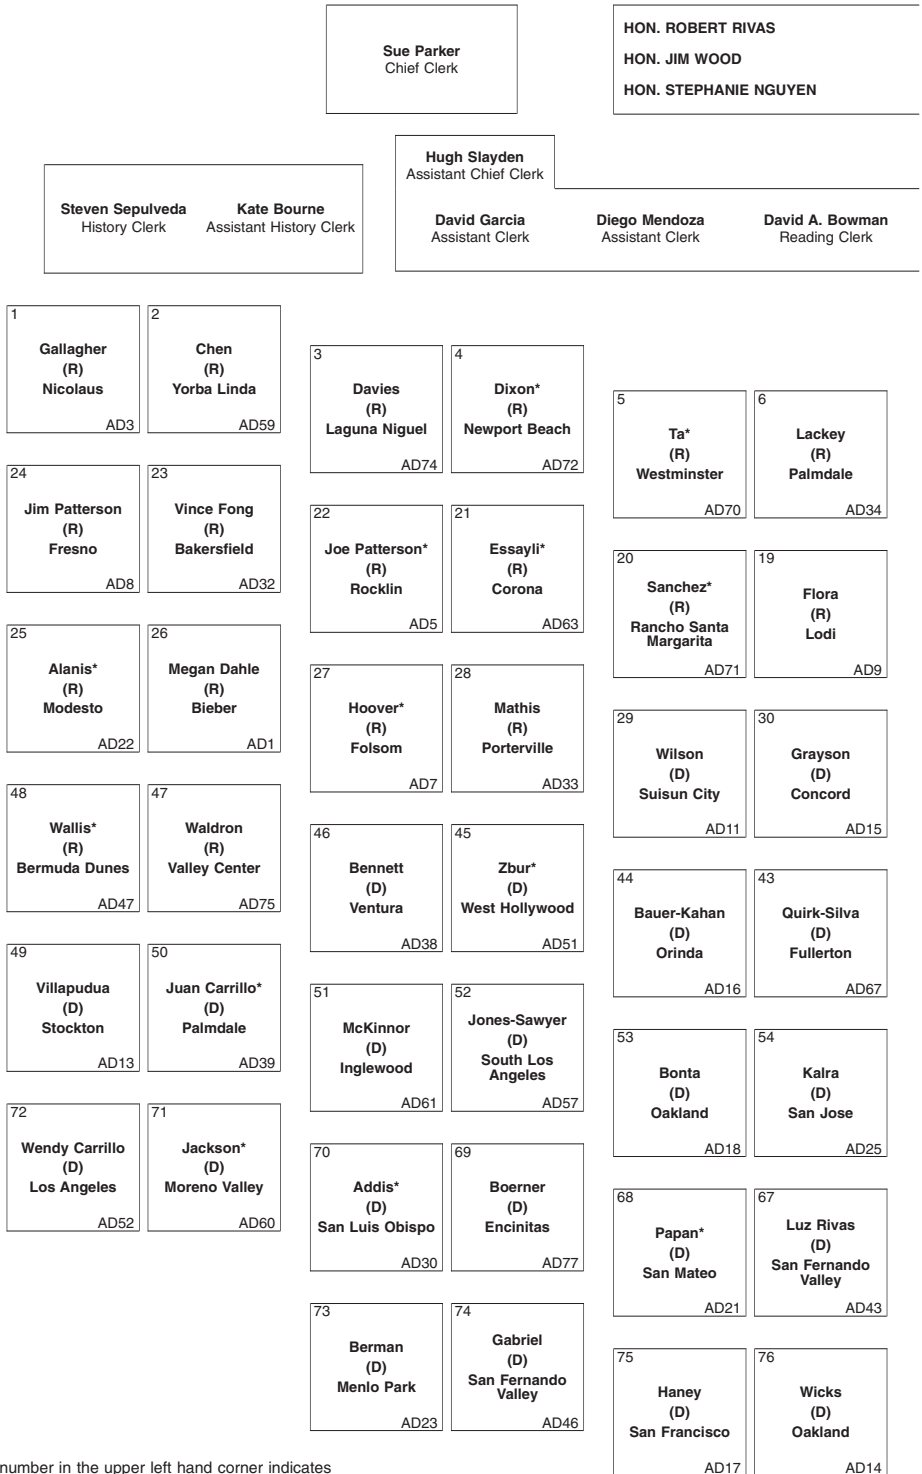 Sue Parker
Chief Clerk
HON. ROBERT RIVAS
HON. JIM WOOD
HON. STEPHANIE NGUYEN
Hugh Slayden
Assistant Chief Clerk
Steven Sepulveda
History Clerk
Kate Bourne
Assistant History Clerk
David Garcia
Assistant Clerk
Diego Mendoza
Assistant Clerk
David A. Bowman
Reading Clerk
1
Gallagher
(R)
Nicolaus
AD3
2
Chen
(R)
Yorba Linda
AD59
3
Davies
(R)
Laguna Niguel
AD74
4
Dixon*
(R)
Newport Beach
AD72
5
Ta*
(R)
Westminster
AD70
6
Lackey
(R)
Palmdale
AD34
24
Jim Patterson
(R)
Fresno
AD8
23
Vince Fong
(R)
Bakersfield
AD32
22
Joe Patterson*
(R)
Rocklin
AD5
21
Essayli*
(R)
Corona
AD63
20
Sanchez*
(R)
Rancho Santa
Margarita
AD71
19
Flora
(R)
Lodi
AD9
25
Alanis*
(R)
Modesto
AD22
26
Megan Dahle
(R)
Bieber
AD1
27
Hoover*
(R)
Folsom
AD7
28
Mathis
(R)
Porterville
AD33
29
Wilson
(D)
Suisun City
AD11
30
Grayson
(D)
Concord
AD15
48
Wallis*
(R)
Bermuda Dunes
AD47
47
Waldron
(R)
Valley Center
AD75
46
Bennett
(D)
Ventura
AD38
45
Zbur*
(D)
West Hollywood
AD51
44
Bauer-Kahan
(D)
Orinda
AD16
43
Quirk-Silva
(D)
Fullerton
AD67
49
Villapudua
(D)
Stockton
AD13
50
Juan Carrillo*
(D)
Palmdale
AD39
51
McKinnor
(D)
Inglewood
AD61
52
Jones-Sawyer
(D)
South Los
Angeles
AD57
53
Bonta
(D)
Oakland
AD18
54
Kalra
(D)
San Jose
AD25
72
Wendy Carrillo
(D)
Los Angeles
AD52
71
Jackson*
(D)
Moreno Valley
AD60
70
Addis*
(D)
San Luis Obispo
AD30
69
Boerner
(D)
Encinitas
AD77
68
Papan*
(D)
San Mateo
AD21
67
Luz Rivas
(D)
San Fernando
Valley
AD43
73
Berman
(D)
Menlo Park
AD23
74
Gabriel
(D)
San Fernando
Valley
AD46
75
Haney
(D)
San Francisco
AD17
76
Wicks
(D)
Oakland
AD14
number in the upper left hand corner indicates